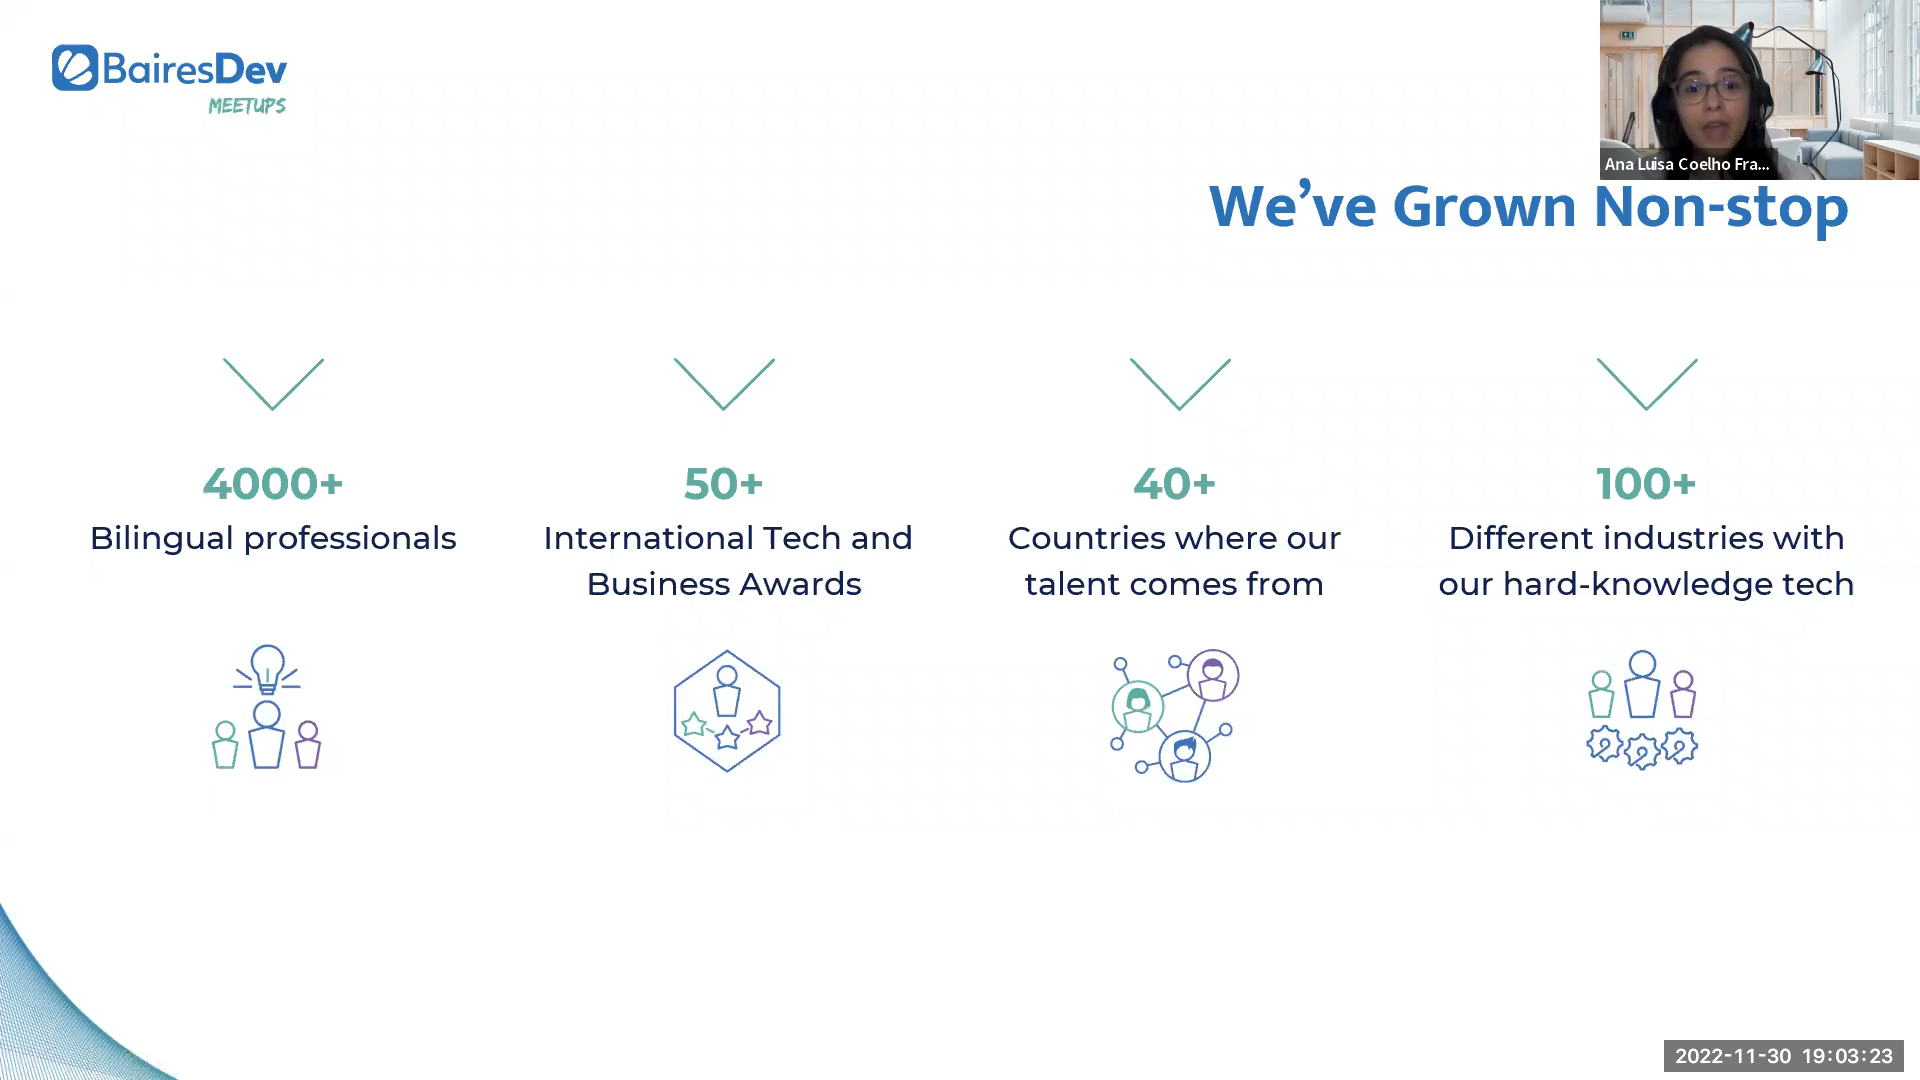 BairesDev
MEETUPS
Ana Luisa Coelho Fra...
We've Grown Non-stop
4000+
Bilingual professionals
50+
International Tech and
Business Awards
40+
Countries where our
talent comes from
100+
Different industries with
our hard-knowledge tech
2022-11-30 19:03:23